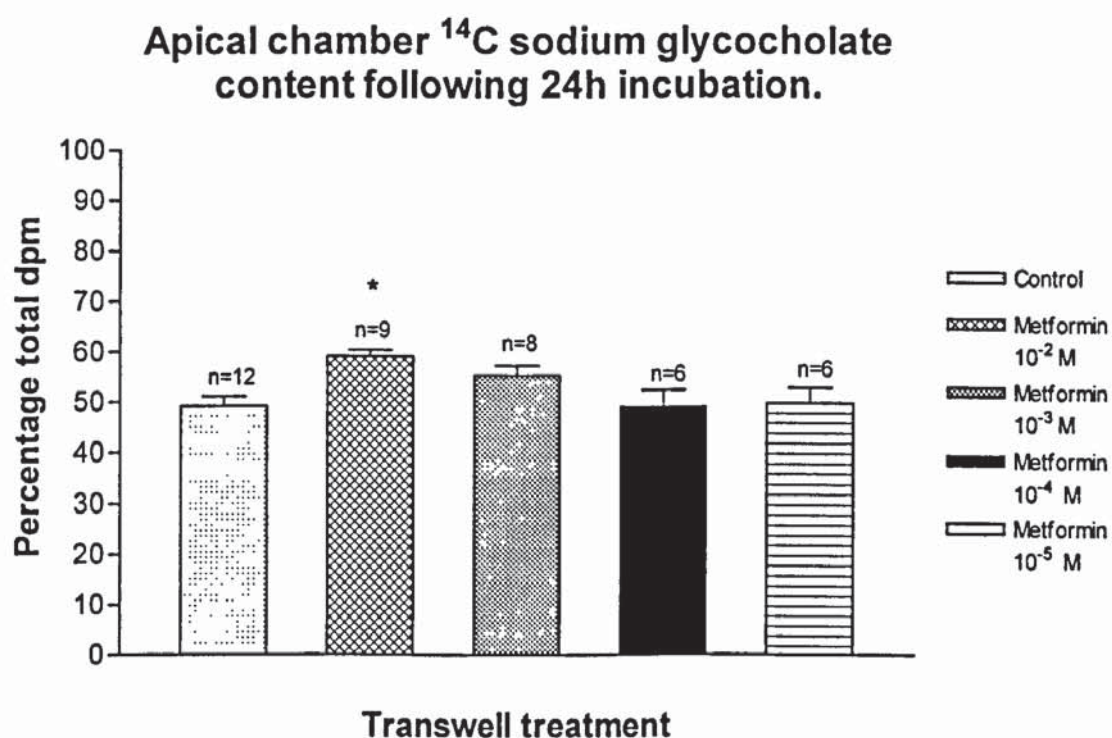 Apical chamber ¹⁴C sodium glycocholate
content following 24h incubation.
100
90
80
70
60
50
40
30
20
10
0
Percentage total dpm
n=12
*
n=9
n=8
n=6
n=6
Control
Metformin
10⁻² M
Metformin
10⁻³ M
Metformin
10⁻⁴ M
Metformin
10⁻⁵ M
Transwell treatment